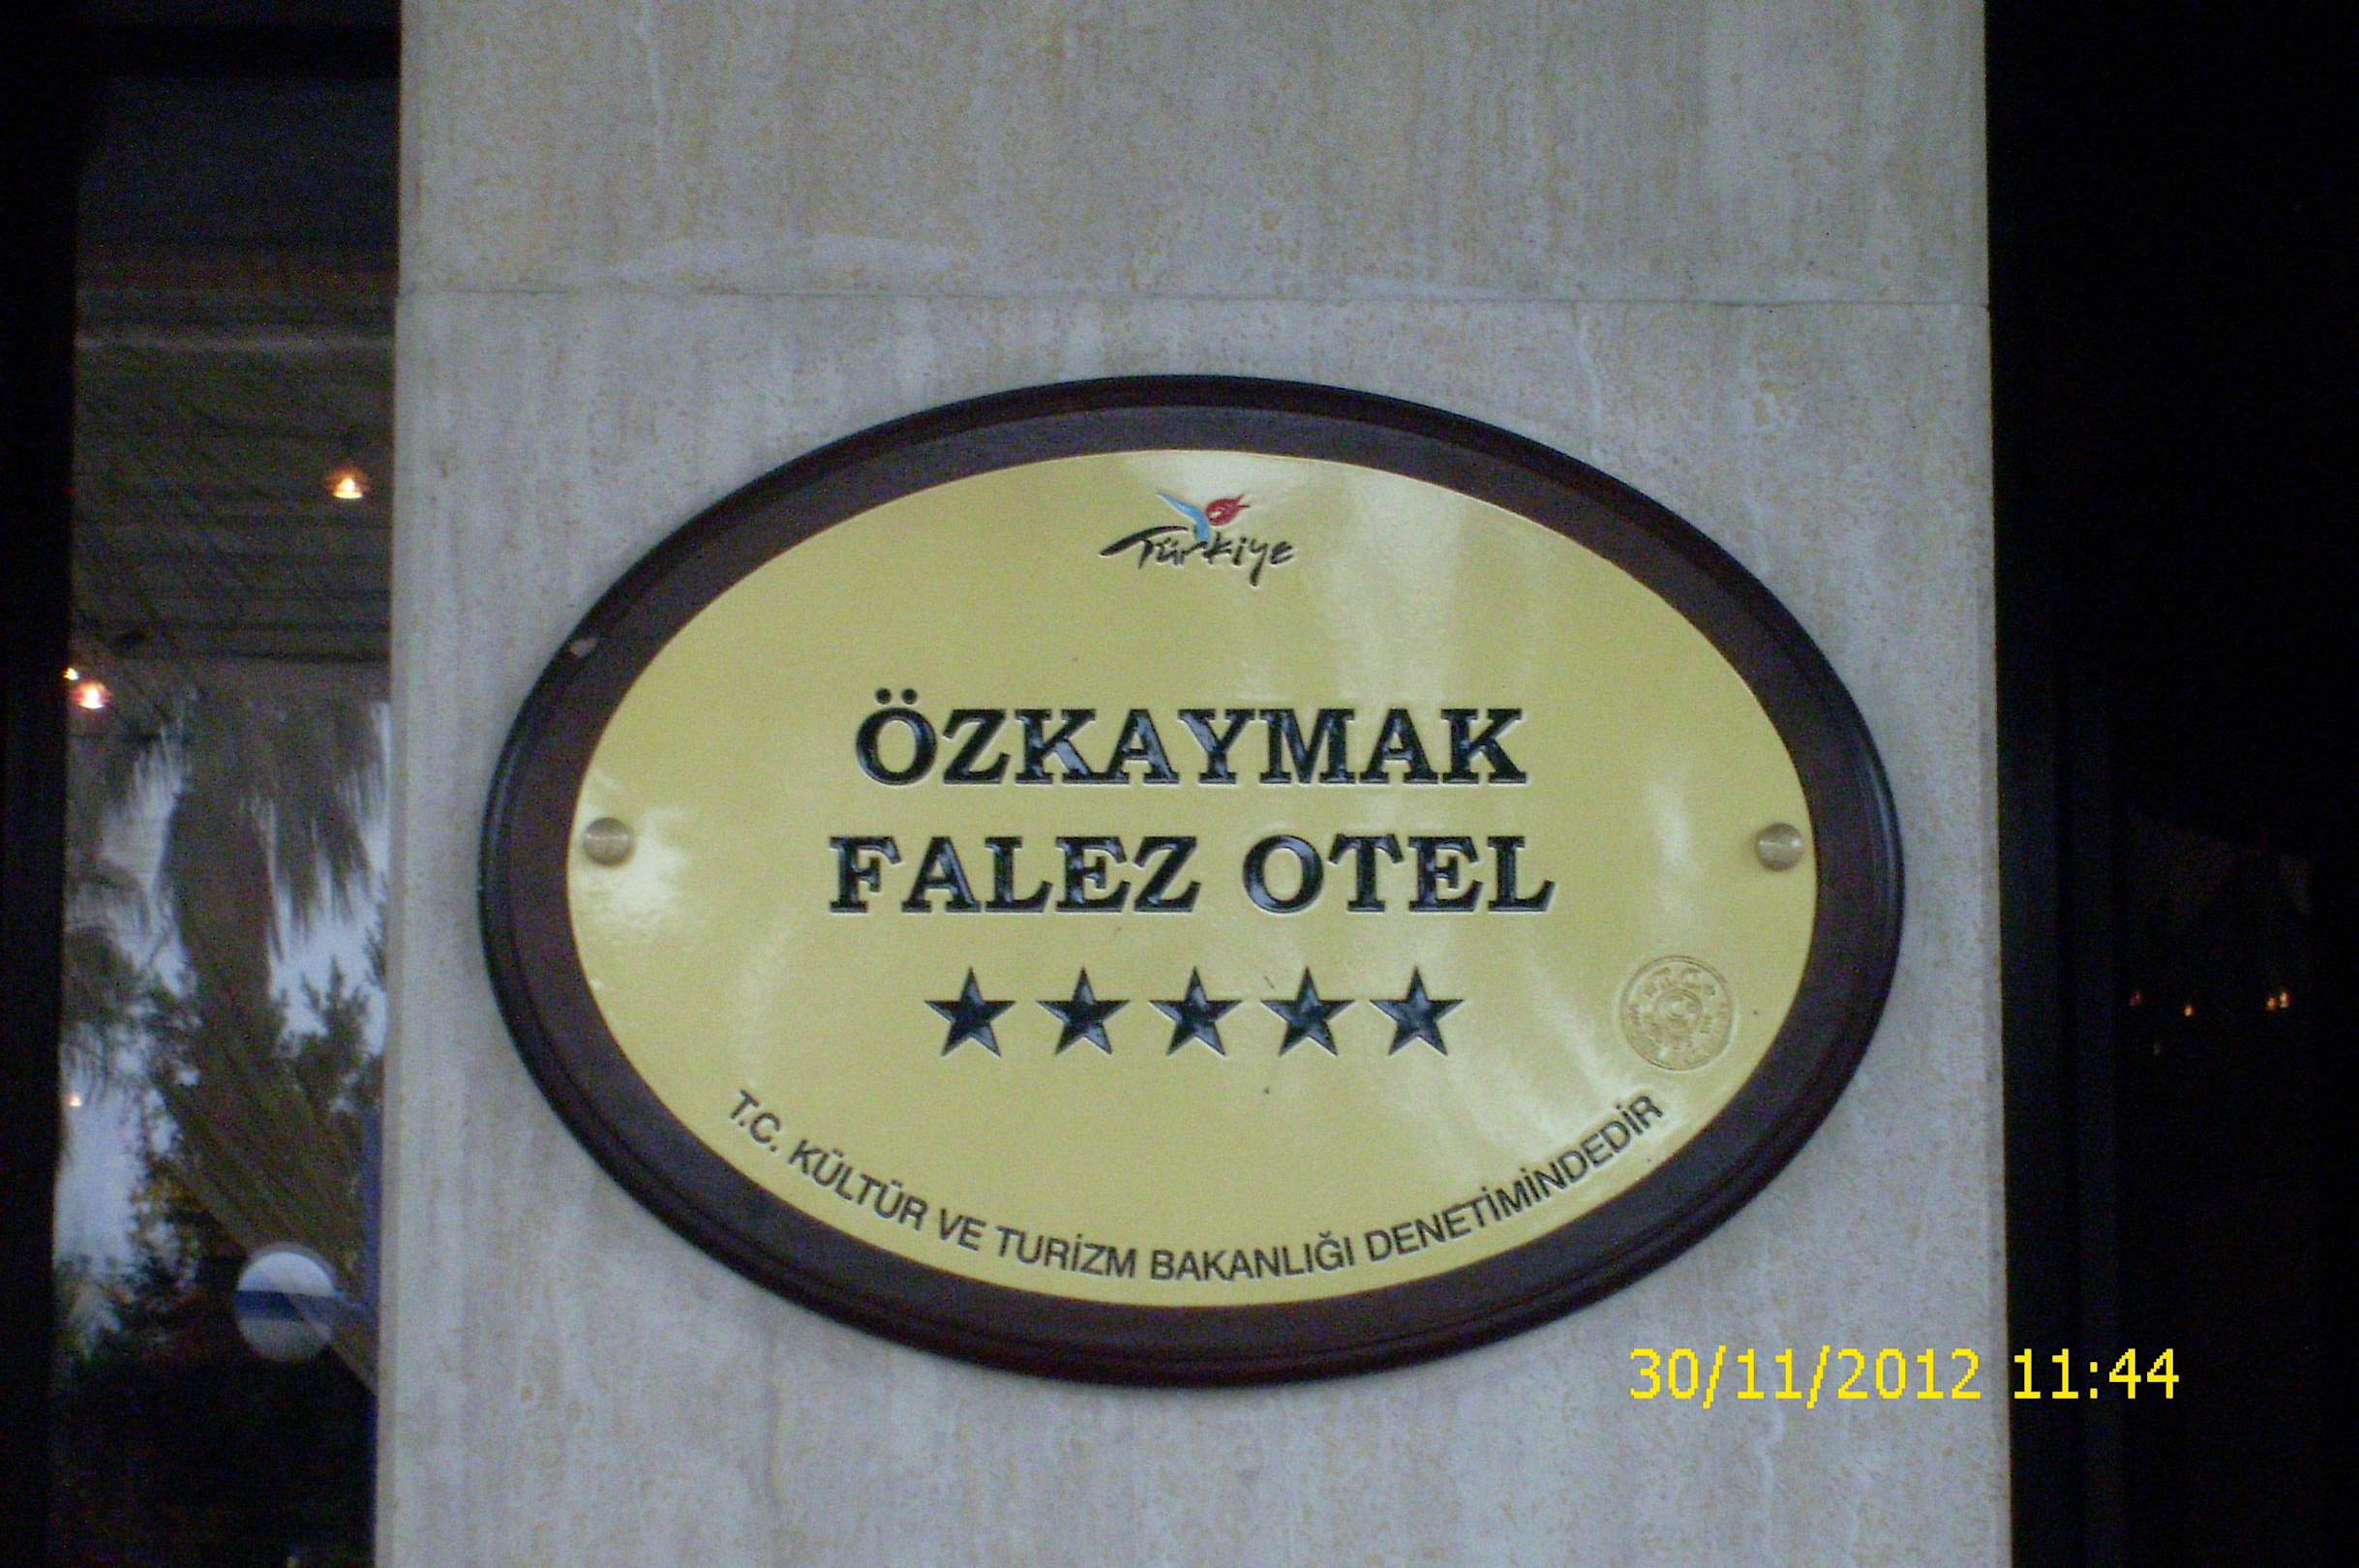 Türkiye
ÖZKAYMAK
FALEZ OTEL
T.C. KÜLTÜR VE TURİZM BAKANLIĞI DENETİMİNDEDİR
30/11/2012 11:44